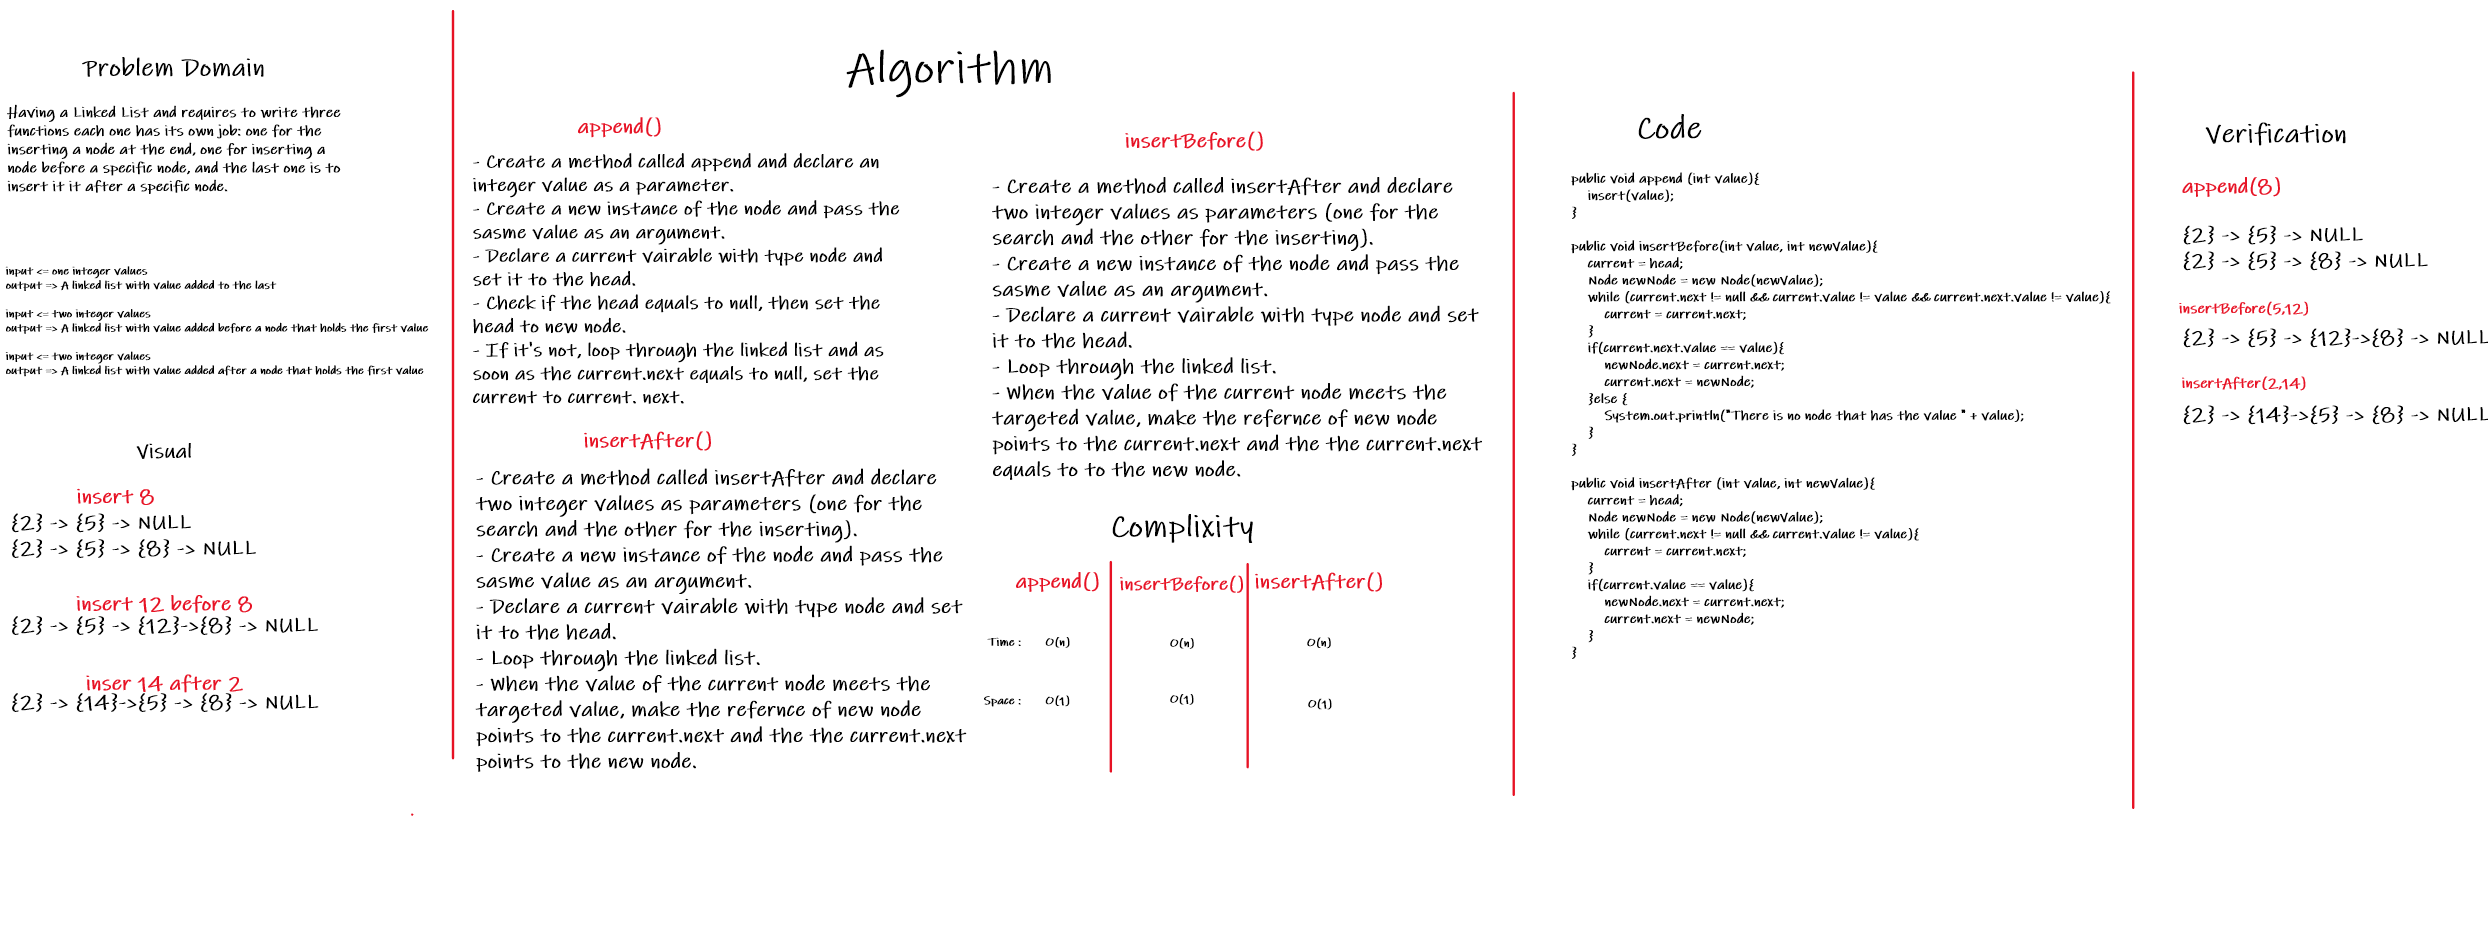 Problem Domain
Having a Linked List and requires to write three
functions each one has its own job: one for the
inserting a node at the end, one for inserting a
node before a specific node, and the last one is to
insert it it after a specific node.
input <= one integer values
output => A linked list with value added to the last
input <= two integer values
output => A linked list with value added before a node that holds the first value
input <= two integer values
output => A linked list with value added after a node that holds the first value
Visual
insert 8
{2} -> {5} -> NULL
{2} -> {5} -> {8} -> NULL
insert 12 before 8
{2} -> {5} -> {12}->{8} -> NULL
inser 14 after 2
{2} -> {14}->{5} -> {8} -> NULL
Algorithm
append()
- Create a method called append and declare an
integer value as a parameter.
- Create a new instance of the node and pass the
sasme value as an argument.
- Declare a current vairable with type node and
set it to the head.
- Check if the head equals to null, then set the
head to new node.
- If it's not, loop through the linked list and as
soon as the current.next equals to null, set the
current to current. next.
insertAfter()
- Create a method called insertAfter and declare
two integer values as parameters (one for the
search and the other for the inserting).
- Create a new instance of the node and pass the
sasme value as an argument.
- Declare a current vairable with type node and set
it to the head.
- Loop through the linked list.
- When the value of the current node meets the
targeted value, make the refernce of new node
points to the current.next and the the current.next
points to the new node.
insertBefore()
- Create a method called insertAfter and declare
two integer values as parameters (one for the
search and the other for the inserting).
- Create a new instance of the node and pass the
sasme value as an argument.
- Declare a current vairable with type node and set
it to the head.
- Loop through the linked list.
- When the value of the current node meets the
targeted value, make the refernce of new node
points to the current.next and the the current.next
equals to to the new node.
Complixity
append() insertBefore() insertAfter()
Time : O(n) O(n) O(n)
Space : O(1) O(1) O(1)
Code
public void append (int value){
insert(value);
}
public void insertBefore(int value, int newValue){
current = head;
Node newNode = new Node(newValue);
while (current.next != null && current.value != value && current.next.value != value){
current = current.next;
}
if(current.next.value == value){
newNode.next = current.next;
current.next = newNode;
}else {
System.out.println("There is no node that has the value " + value);
}
}
public void insertAfter (int value, int newValue){
current = head;
Node newNode = new Node(newValue);
while (current.next != null && current.value != value){
current = current.next;
}
if(current.value == value){
newNode.next = current.next;
current.next = newNode;
}
}
Verification
append(8)
{2} -> {5} -> NULL
{2} -> {5} -> {8} -> NULL
insertBefore(5,12)
{2} -> {5} -> {12}->{8} -> NULL
insertAfter(2,14)
{2} -> {14}->{5} -> {8} -> NULL